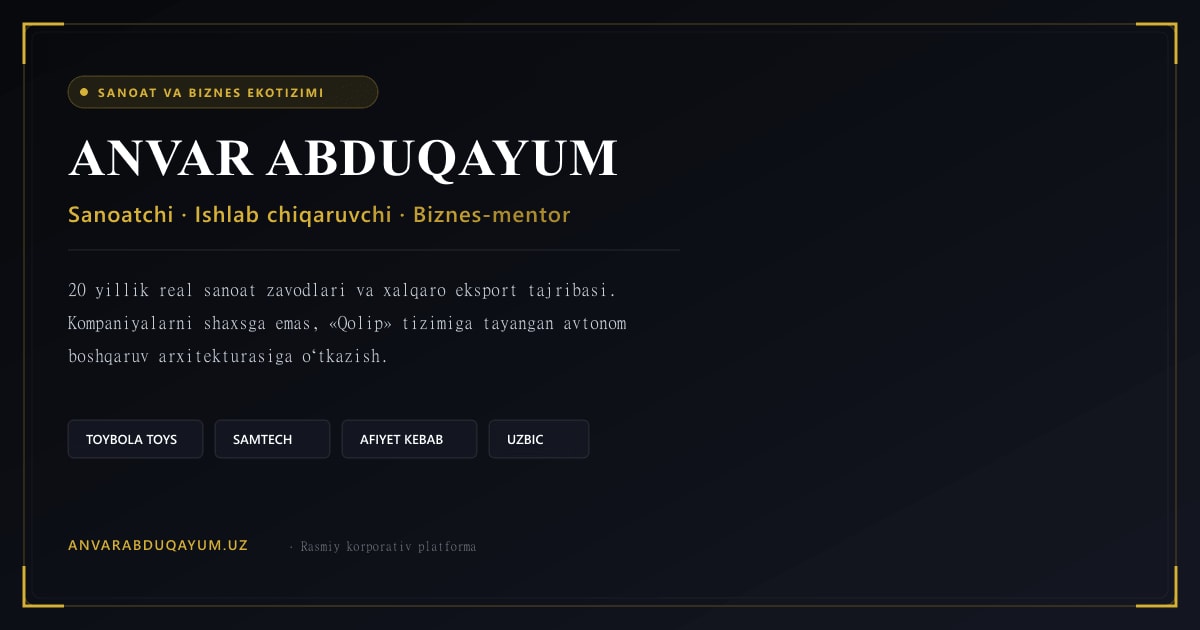 SANOAT VA BIZNES EKOTIZIMI
ANVAR ABDUQAYUM
Sanoatchi · Ishlab chiqaruvchi · Biznes-mentor
20 yillik real sanoat zavodlari va xalqaro eksport tajribasi.
Kompaniyalarni shaxsga emas, «Qolip» tizimiga tayangan avtonom
boshqaruv arxitekturasiga oʻtkazish.
TOYBOLA TOYS SAMTECH AFIYET KEBAB UZBIC
ANVARABDUQAYUM.UZ · Rasmiy korporativ platforma